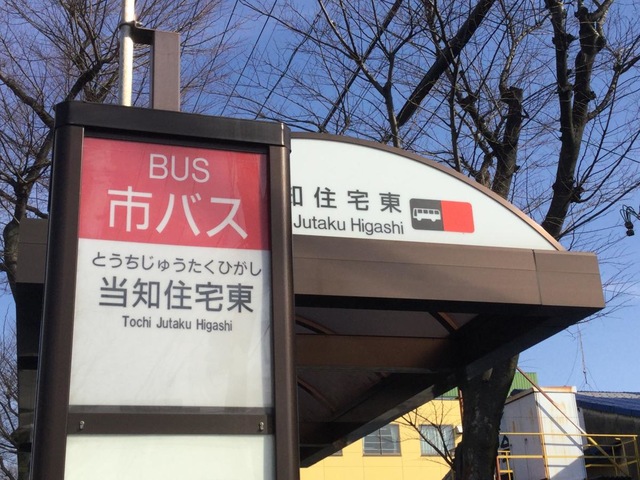 BUS
市バス
とうちじゅうたくひがし
当知住宅東
Tochi Jutaku Higashi
知住宅東
Jutaku Higashi